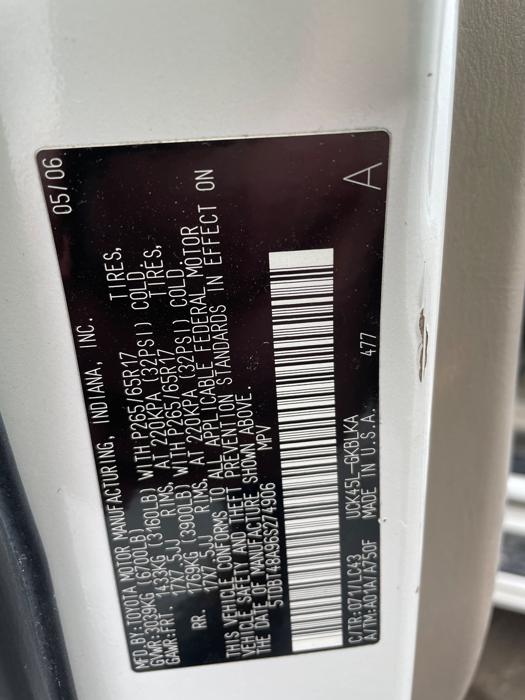 MFD.BY:TOYOTA MOTOR MANUFACTURING, INDIANA, INC. 05/06
GVWR:3039KG (6700LB)
GAWR:FRT. 1433KG (3160LB) WITH P265/65R17 TIRES,
17X7.5JJ RIMS, AT 220KPA (32PSI) COLD.
RR. 1769KG (3900LB) WITH P265/65R17 TIRES,
17X7.5JJ RIMS, AT 220KPA (32PSI) COLD.
THIS VEHICLE CONFORMS TO ALL APPLICABLE FEDERAL MOTOR
VEHICLE SAFETY AND THEFT PREVENTION STANDARDS IN EFFECT ON
THE DATE OF MANUFACTURE SHOWN ABOVE.
5TDBT48A96S274906 MPV
C/TR:071/LC43 UCK45L-GKBLKA
A/TM:A01A/A750F MADE IN U.S.A. 477 A